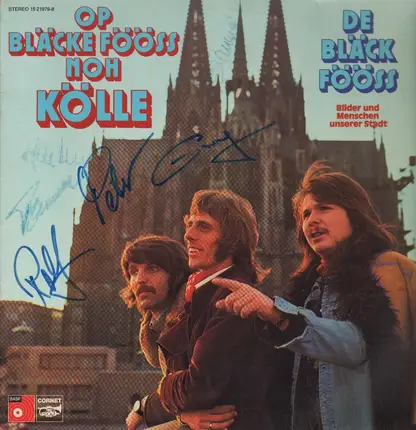 STEREO 15 21979-8
OP
BLÄCKE FÖÖSS
NOH
KÖLLE
DE
BLÄCK
FÖÖSS
Bilder und
Menschen
unserer Stadt
Peter
Rolf
BASF
CORNET